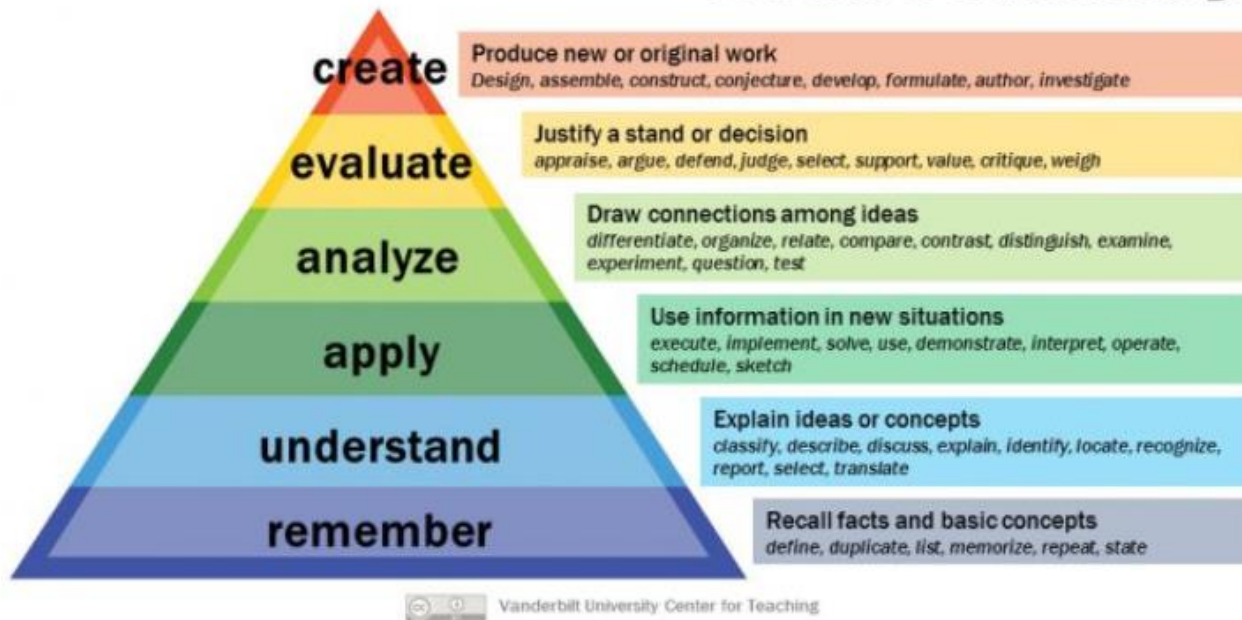 create
Produce new or original work
Design, assemble, construct, conjecture, develop, formulate, author, investigate
evaluate
Justify a stand or decision
appraise, argue, defend, judge, select, support, value, critique, weigh
analyze
Draw connections among ideas
differentiate, organize, relate, compare, contrast, distinguish, examine,
experiment, question, test
apply
Use information in new situations
execute, implement, solve, use, demonstrate, interpret, operate,
schedule, sketch
understand
Explain ideas or concepts
classify, describe, discuss, explain, identify, locate, recognize,
report, select, translate
remember
Recall facts and basic concepts
define, duplicate, list, memorize, repeat, state
cc
Vanderbilt University Center for Teaching